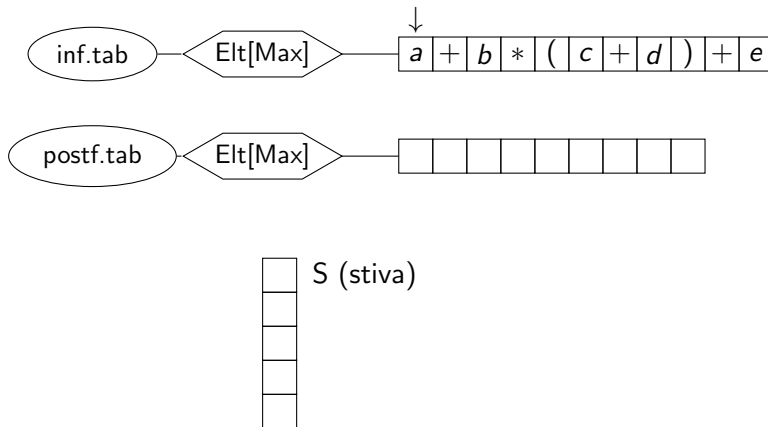 ↓
inf.tab Elt[Max] a + b * ( c + d ) + e
postf.tab Elt[Max]
S (stiva)